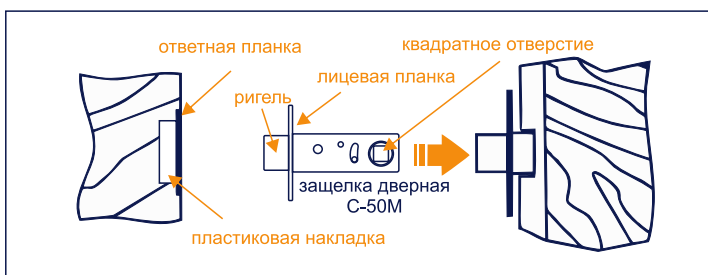 ответная планка
квадратное отверстие
лицевая планка
ригель
защелка дверная
С-50М
пластиковая накладка